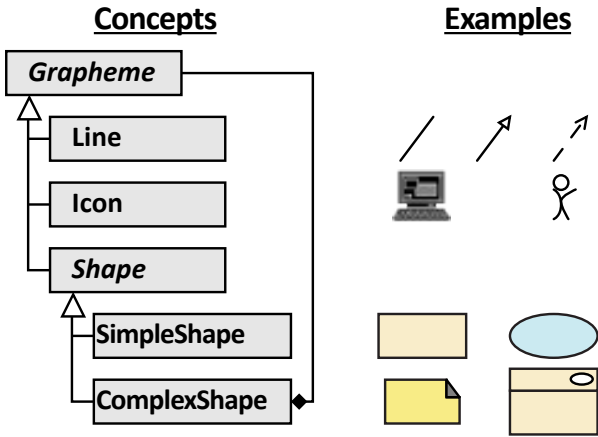 Concepts
Examples
Grapheme
Line
Icon
Shape
SimpleShape
ComplexShape